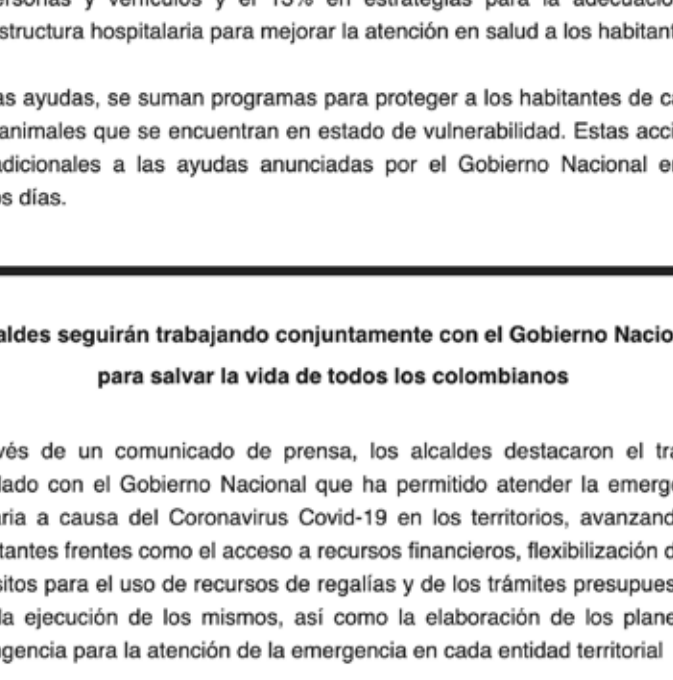 ersonas y vehículos y el 15% en estrategias para la adecuació
structura hospitalaria para mejorar la atención en salud a los habitant
as ayudas, se suman programas para proteger a los habitantes de ca
animales que se encuentran en estado de vulnerabilidad. Estas acci
dicionales a las ayudas anunciadas por el Gobierno Nacional e
s días.
aldes seguirán trabajando conjuntamente con el Gobierno Nacio
para salvar la vida de todos los colombianos
vés de un comunicado de prensa, los alcaldes destacaron el tra
lado con el Gobierno Nacional que ha permitido atender la emerg
aria a causa del Coronavirus Covid-19 en los territorios, avanzand
tantes frentes como el acceso a recursos financieros, flexibilización d
sitos para el uso de recursos de regalías y de los trámites presupues
la ejecución de los mismos, así como la elaboración de los plane
ngencia para la atención de la emergencia en cada entidad territorial